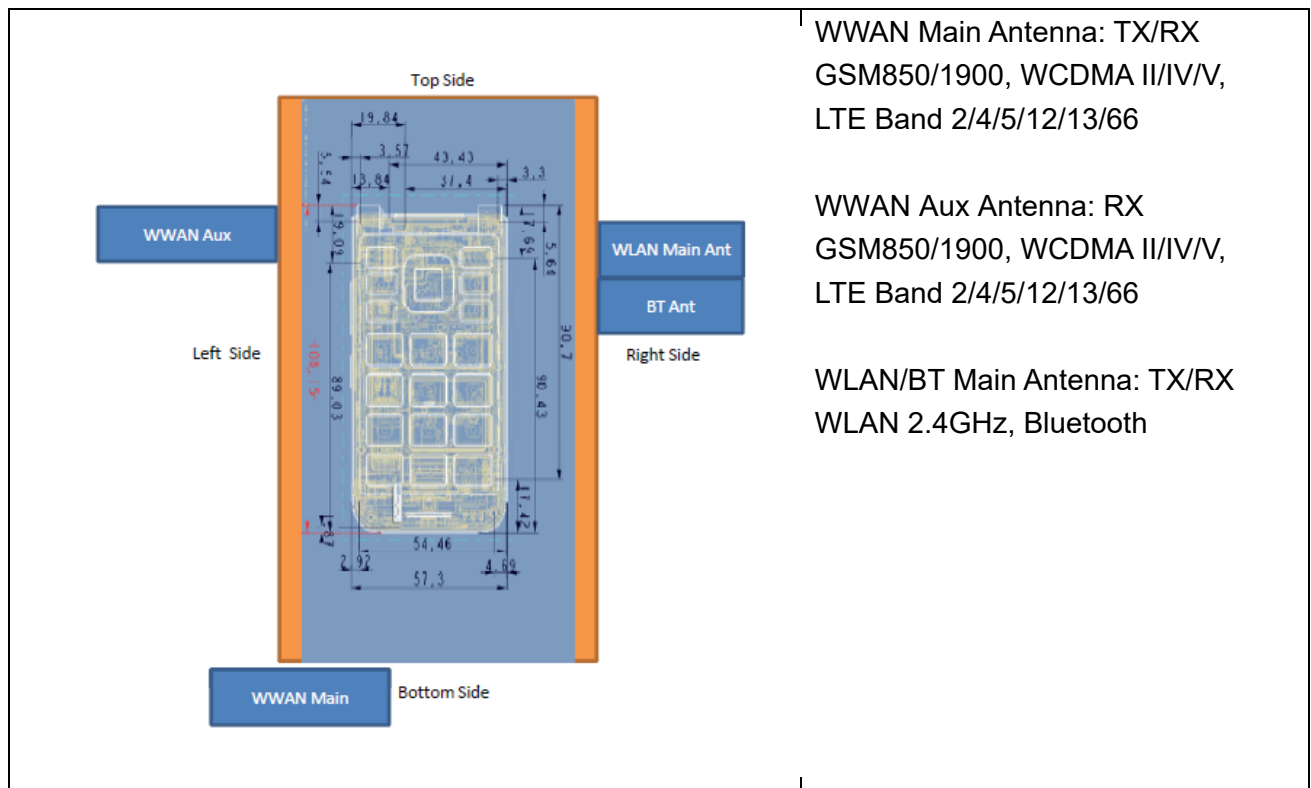 Top Side
19,84
3,57
43,43
3,3
13,84
37,4
5,54
19,09
17,64
5,64
WWAN Aux
WLAN Main Ant
BT Ant
Left Side
Right Side
-108,15-
89,03
90,43
90,7
17,42
54,46
2,92
4,69
57,3
WWAN Main
Bottom Side
WWAN Main Antenna: TX/RX
GSM850/1900, WCDMA II/IV/V,
LTE Band 2/4/5/12/13/66
WWAN Aux Antenna: RX
GSM850/1900, WCDMA II/IV/V,
LTE Band 2/4/5/12/13/66
WLAN/BT Main Antenna: TX/RX
WLAN 2.4GHz, Bluetooth